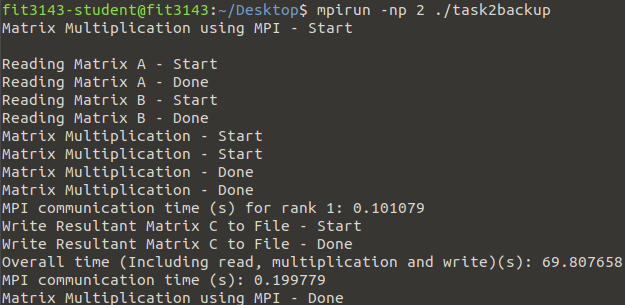 fit3143-student@fit3143:~/Desktop$ mpirun -np 2 ./task2backup
Matrix Multiplication using MPI - Start
Reading Matrix A - Start
Reading Matrix A - Done
Reading Matrix B - Start
Reading Matrix B - Done
Matrix Multiplication - Start
Matrix Multiplication - Start
Matrix Multiplication - Done
Matrix Multiplication - Done
MPI communication time (s) for rank 1: 0.101079
Write Resultant Matrix C to File - Start
Write Resultant Matrix C to File - Done
Overall time (Including read, multiplication and write)(s): 69.807658
MPI communication time (s): 0.199779
Matrix Multiplication using MPI - Done